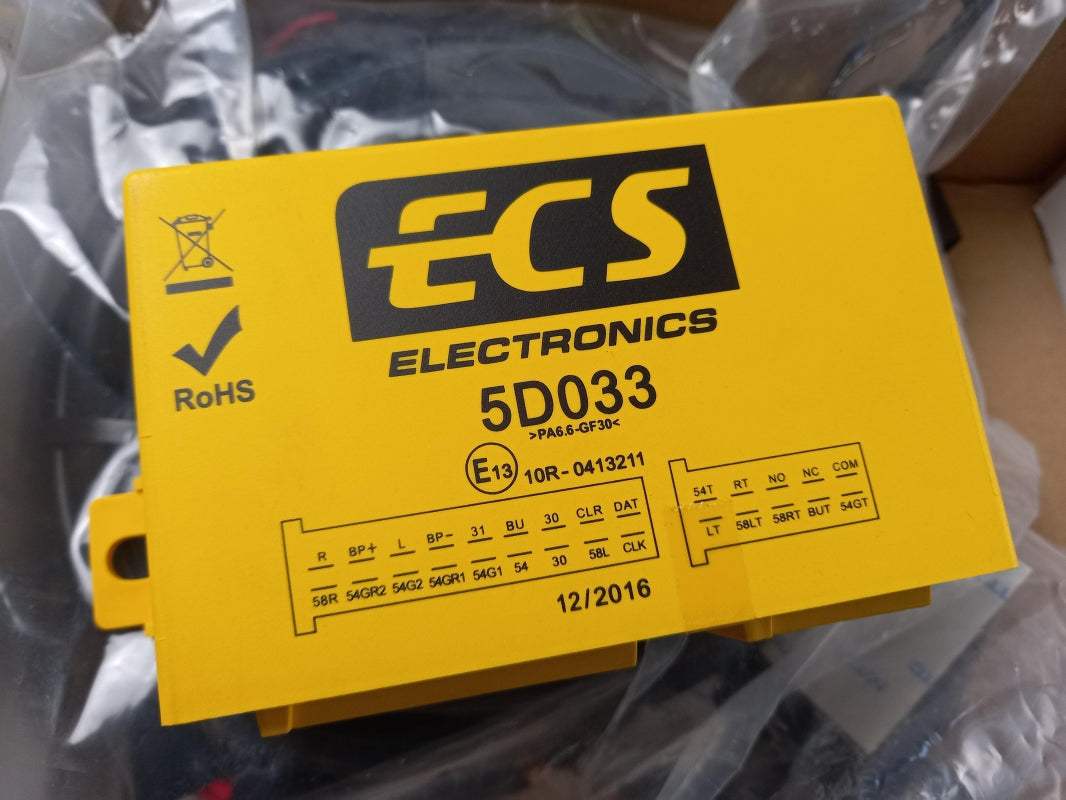 ECS
ELECTRONICS
RoHS
5D033
>PA6.6-GF30<
E13 10R-0413211
R BP+ L BP- 31 BU 30 CLR DAT
58R 54GR2 54G2 54GR1 54G1 54 30 58L CLK
54T RT NO NC COM
LT 58LT 58RT BUT 54GT
12/2016